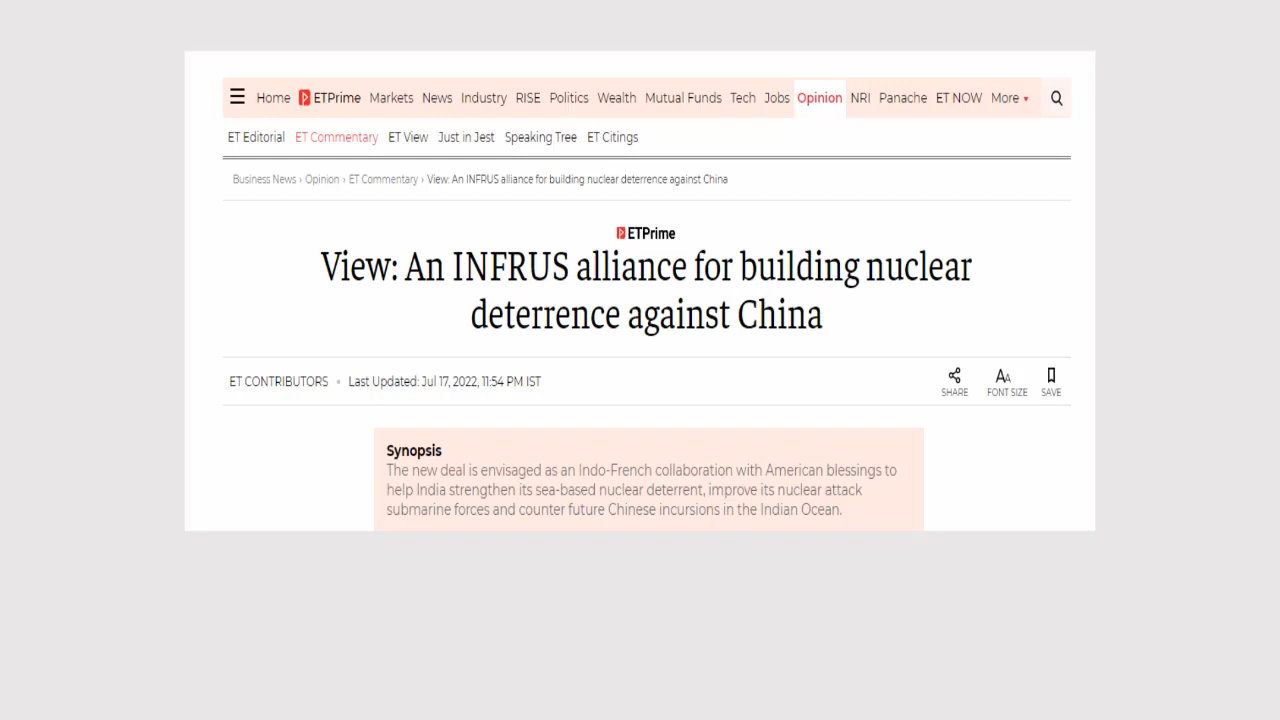 Home ETPrime Markets News Industry RISE Politics Wealth Mutual Funds Tech Jobs Opinion NRI Panache ET NOW More
ET Editorial ET Commentary ET View Just in Jest Speaking Tree ET Citings
Business News › Opinion › ET Commentary › View: An INFRUS alliance for building nuclear deterrence against China
ETPrime
View: An INFRUS alliance for building nuclear
deterrence against China
ET CONTRIBUTORS • Last Updated: Jul 17, 2022, 11:54 PM IST
SHARE FONT SIZE SAVE
Synopsis
The new deal is envisaged as an Indo-French collaboration with American blessings to
help India strengthen its sea-based nuclear deterrent, improve its nuclear attack
submarine forces and counter future Chinese incursions in the Indian Ocean.